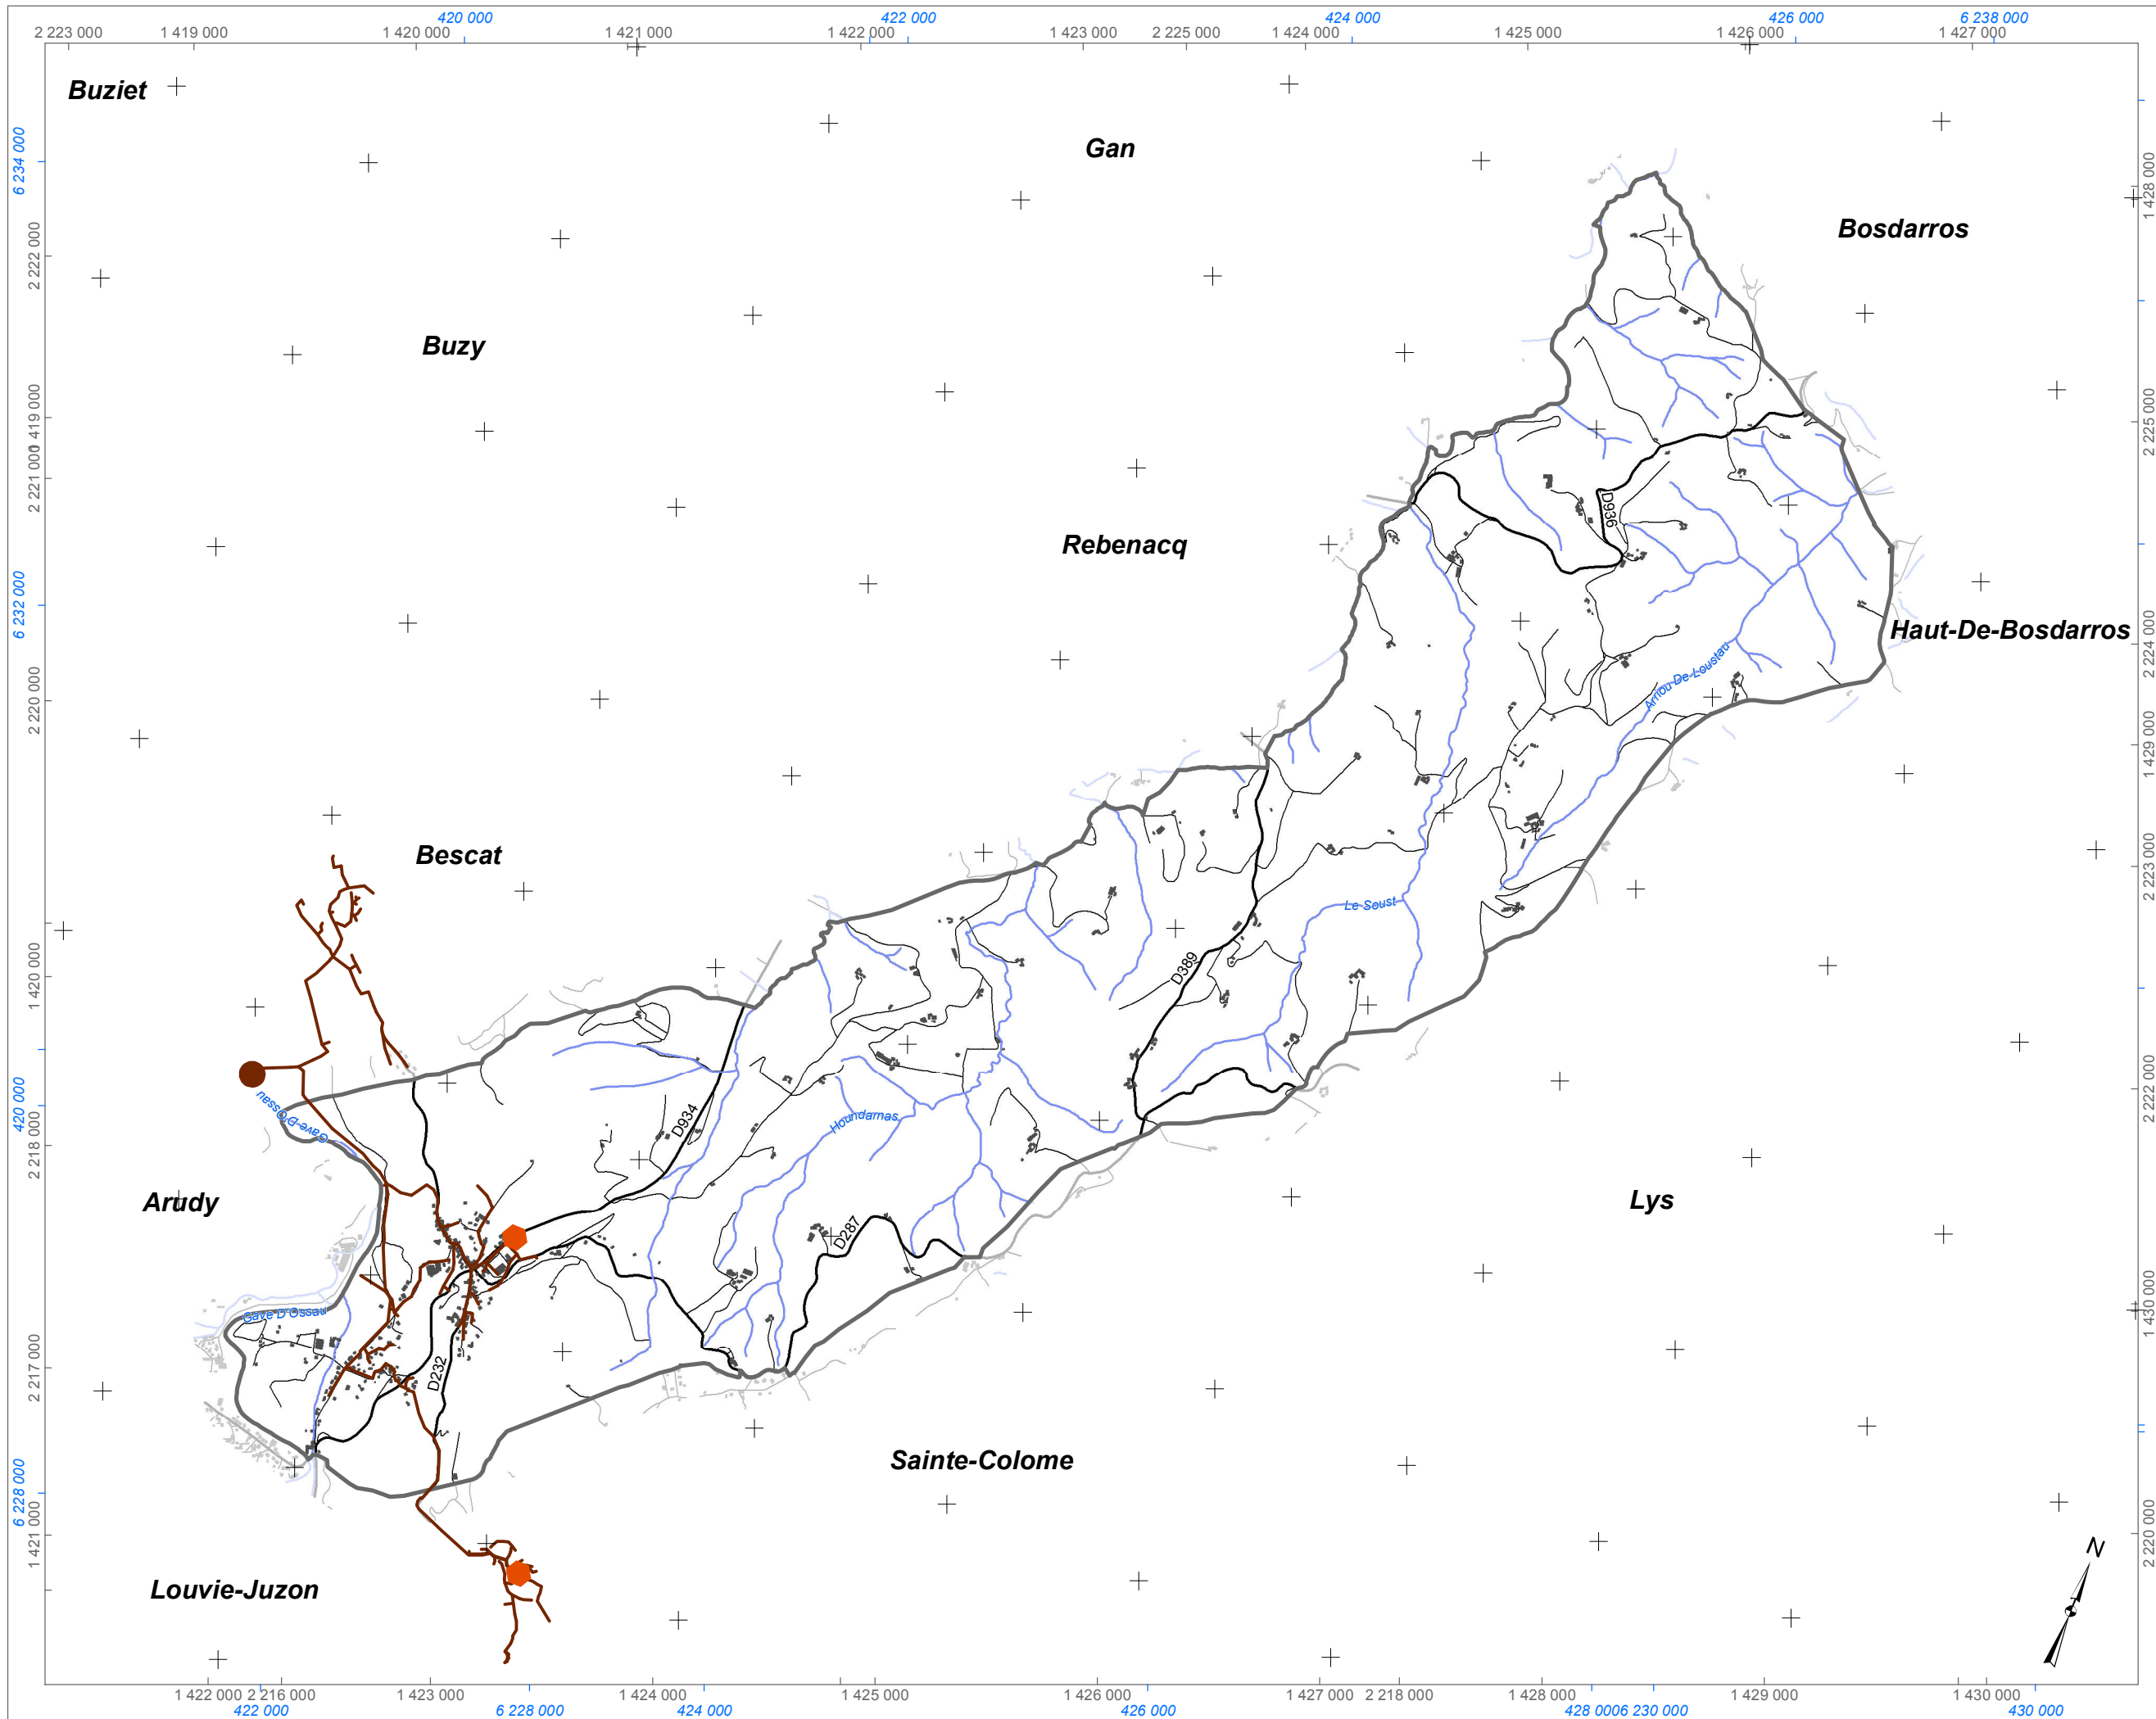 420 000
422 000
424 000
426 000
6 238 000
2 223 000
1 419 000
1 420 000
1 421 000
1 422 000
1 423 000
2 225 000
1 424 000
1 425 000
1 426 000
1 427 000
Buziet
Gan
Bosdarros
Buzy
Rebenacq
Haut-De-Bosdarros
Bescat
Arudy
Lys
Sainte-Colome
Louvie-Juzon
D936
D389
D934
D287
D232
Arriou De Loustau
Le Soust
Houndarnas
Gave D'Ossau
Gave D'Ossau
N
6 234 000
2 222 000
1 419 000
2 221 000
6 232 000
2 220 000
1 420 000
420 000
2 218 000
2 217 000
6 228 000
1 421 000
1 428 000
2 225 000
2 224 000
1 429 000
2 223 000
2 222 000
1 430 000
2 220 000
1 422 000
2 216 000
1 423 000
1 424 000
1 425 000
1 426 000
1 427 000
2 218 000
1 428 000
1 429 000
1 430 000
422 000
6 228 000
424 000
426 000
428 000
6 230 000
430 000